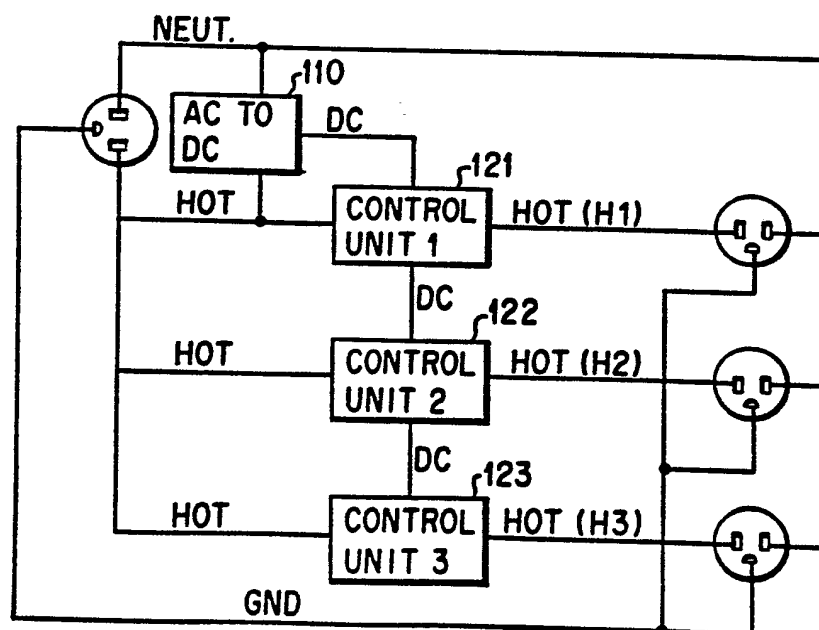 NEUT.
110
AC TO
DC
DC
121
HOT
CONTROL
UNIT 1
HOT (H1)
DC
122
HOT
CONTROL
UNIT 2
HOT (H2)
DC
123
HOT
CONTROL
UNIT 3
HOT (H3)
GND